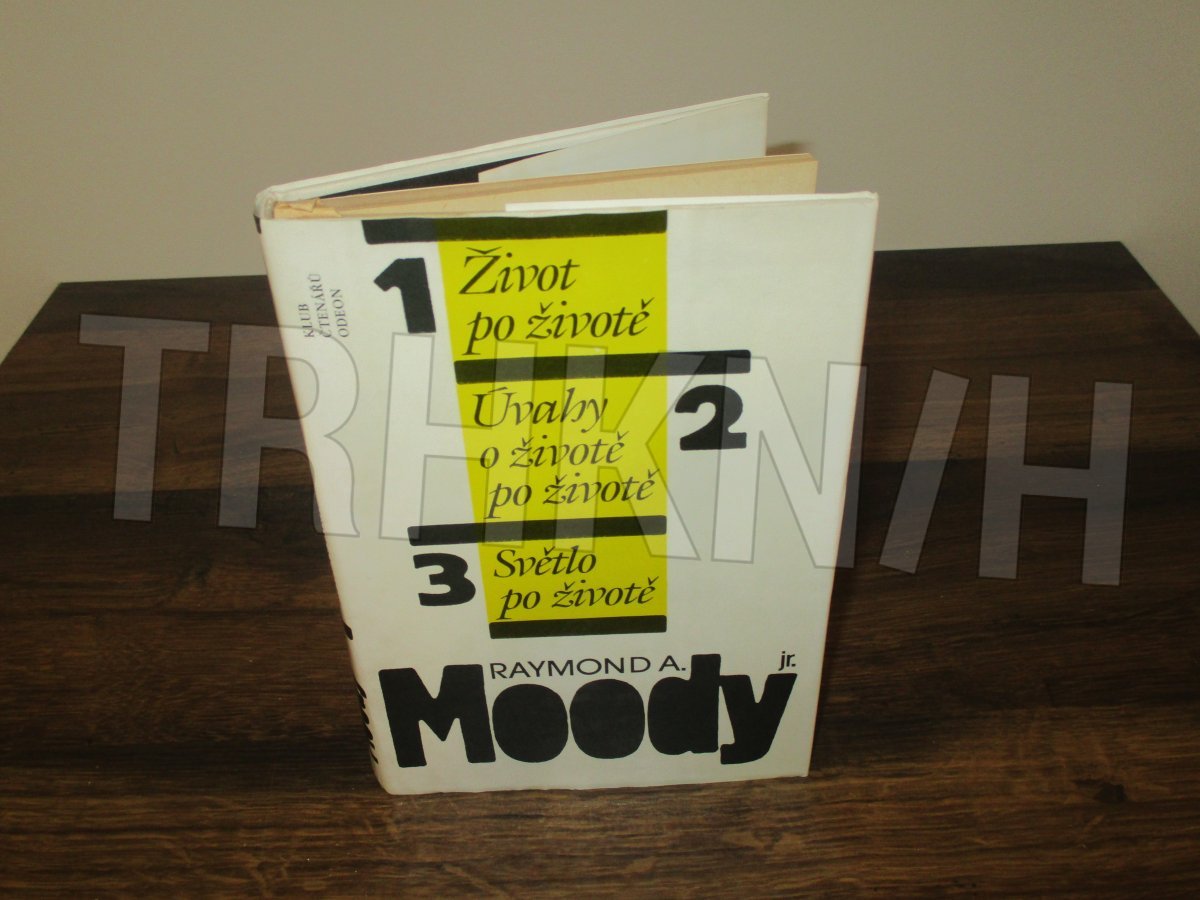 KLUB
ČTENÁŘŮ
ODEON
1
Život
po životě
2
Úvahy
o životě
po životě
3
Světlo
po životě
RAYMOND A.
Moody jr.
TRHKN/H